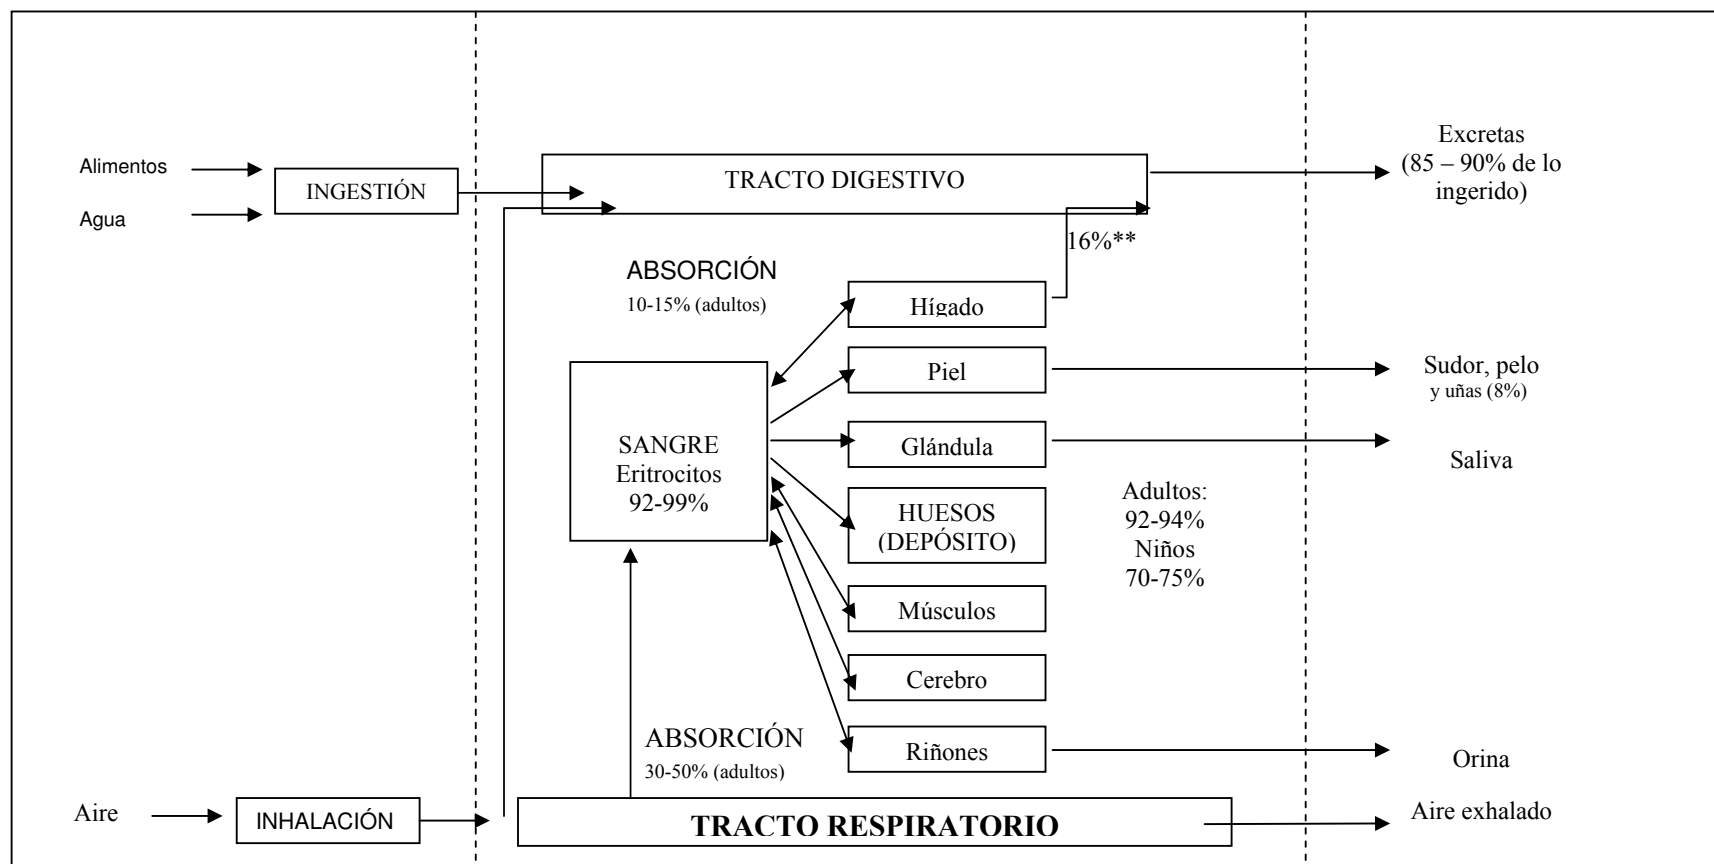 Alimentos
Agua
INGESTIÓN
TRACTO DIGESTIVO
Excretas
(85 – 90% de lo
ingerido)
16%**
ABSORCIÓN
10-15% (adultos)
Hígado
Piel
Sudor, pelo
y uñas (8%)
SANGRE
Eritrocitos
92-99%
Glándula
Saliva
HUESOS
(DEPÓSITO)
Adultos:
92-94%
Niños
70-75%
Músculos
Cerebro
ABSORCIÓN
30-50% (adultos)
Riñones
Orina
Aire
INHALACIÓN
TRACTO RESPIRATORIO
Aire exhalado